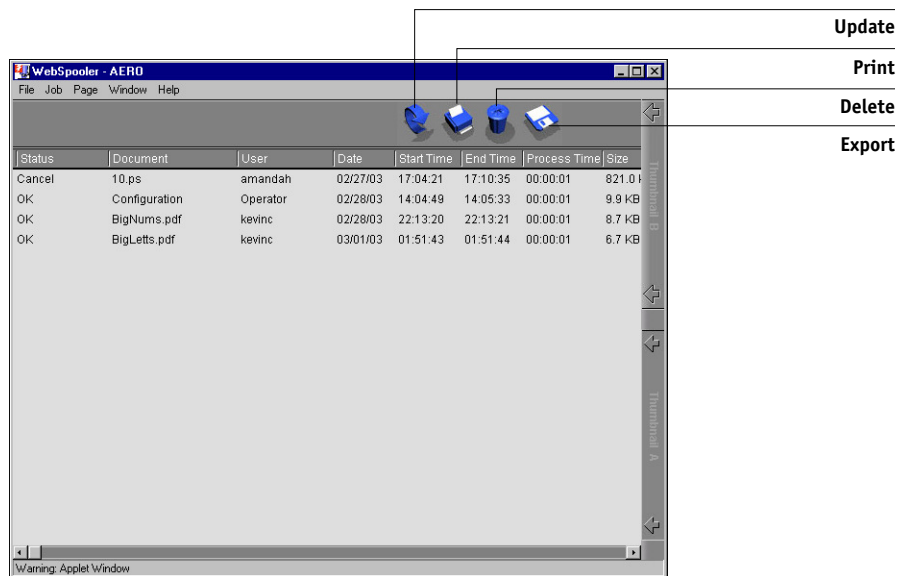 Update
Print
Delete
Export
WebSpooler - AERO
File Job Page Window Help
Status Document User Date Start Time End Time Process Time Size
Cancel 10.ps amandah 02/27/03 17:04:21 17:10:35 00:00:01 821.0
OK Configuration Operator 02/28/03 14:04:49 14:05:33 00:00:01 9.9 KB
OK BigNums.pdf kevinc 02/28/03 22:13:20 22:13:21 00:00:01 8.7 KB
OK BigLetts.pdf kevinc 03/01/03 01:51:43 01:51:44 00:00:01 6.7 KB
Thumbnail B
Thumbnail A
Warning: Applet Window